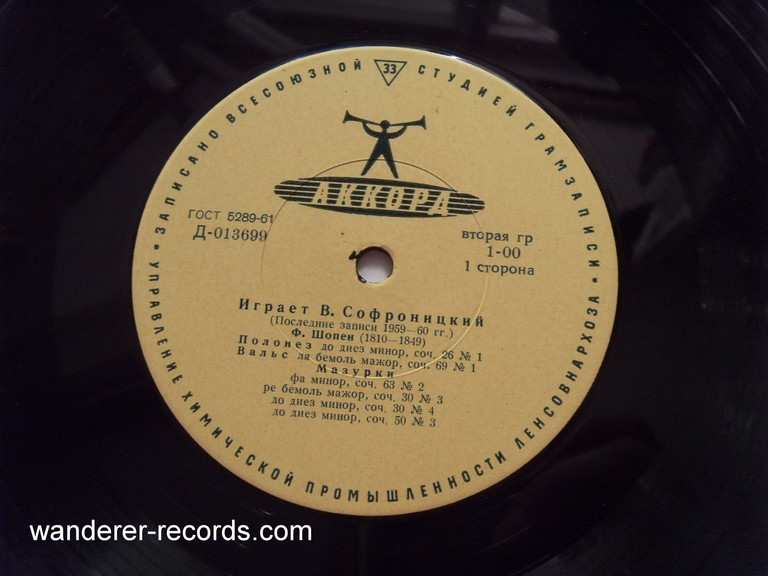 ЗАПИСАНО ВСЕСОЮЗНОЙ 33 СТУДИЕЙ ГРАМЗАПИСИ
АККОРД
ГОСТ 5289-61
Д-013699
вторая гр
1-00
1 сторона
Играет В. Софроницкий
(Последние записи 1959—60 гг.)
Ф. Шопен (1810—1849)
Полонез до диез минор, соч. 26 № 1
Вальс ля бемоль мажор, соч. 69 № 1
Мазурки
фа минор, соч. 63 № 2
ре бемоль мажор, соч. 30 № 3
до диез минор, соч. 30 № 4
до диез минор, соч. 50 № 3
УПРАВЛЕНИЕ ХИМИЧЕСКОЙ ПРОМЫШЛЕННОСТИ ЛЕНСОВНАРХОЗА
wanderer-records.com